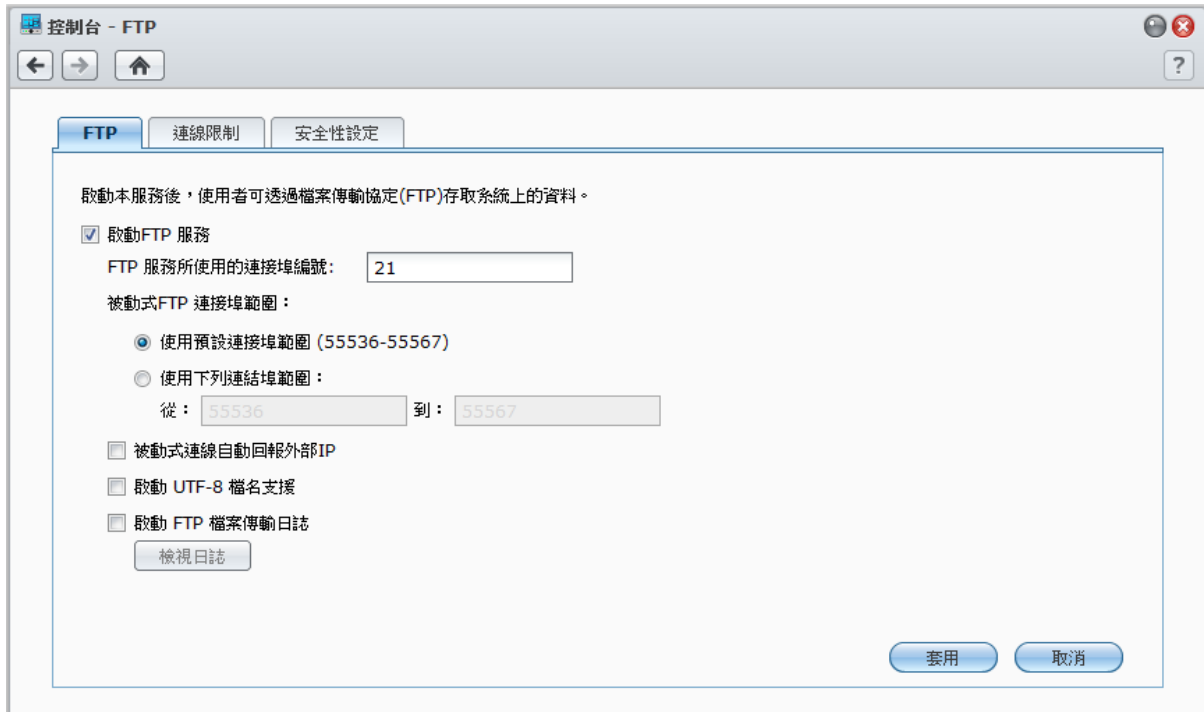 控制台 - FTP
?
FTP 連線限制 安全性設定
啟動本服務後，使用者可透過檔案傳輸協定(FTP)存取系統上的資料。
啟動FTP 服務
FTP 服務所使用的連接埠編號: 21
被動式FTP 連接埠範圍：
使用預設連接埠範圍 (55536-55567)
使用下列連結埠範圍：
從： 55536 到： 55567
被動式連線自動回報外部IP
啟動 UTF-8 檔名支援
啟動 FTP 檔案傳輸日誌
檢視日誌
套用 取消